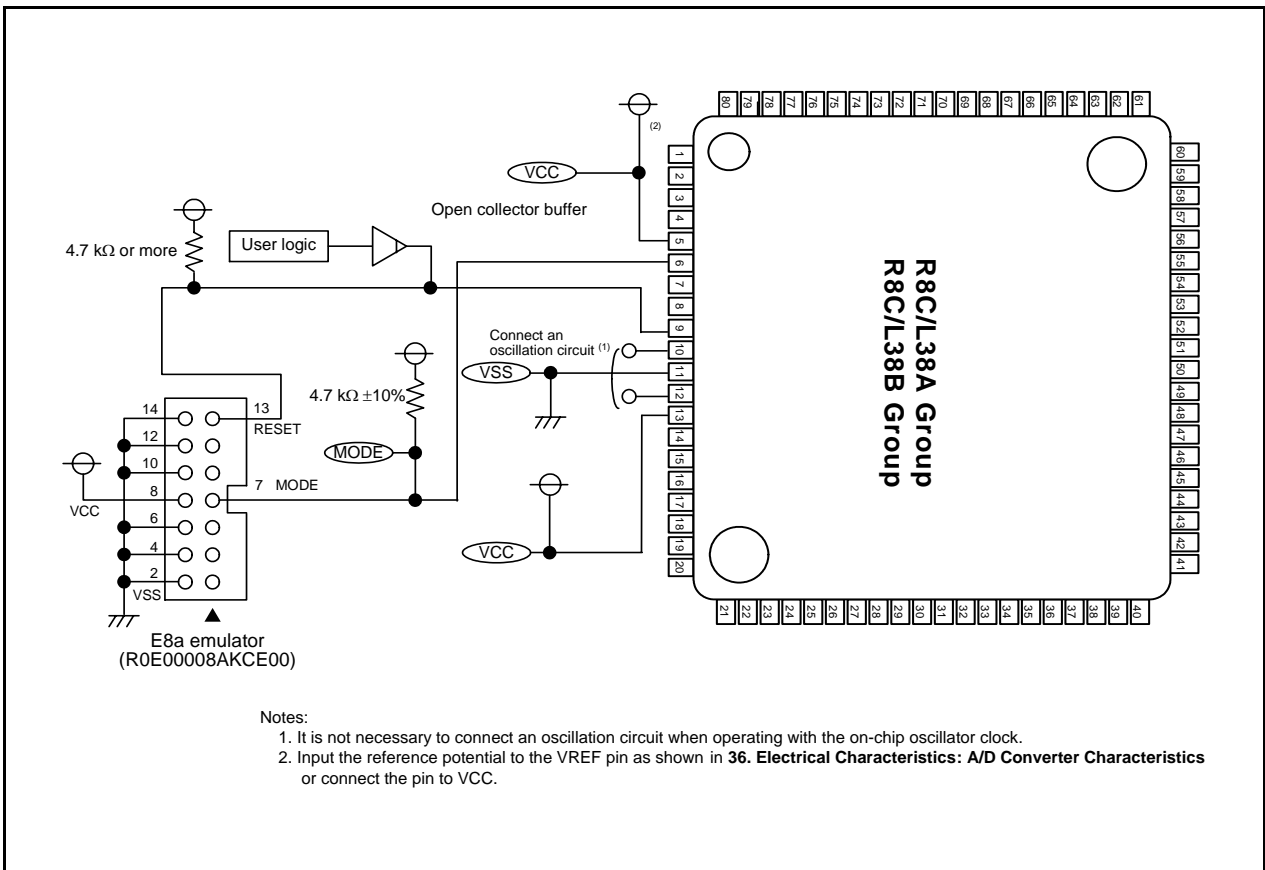 80 79 78 77 76 75 74 73 72 71 70 69 68 67 66 65 64 63 62 61
(2)
VCC
Open collector buffer
4.7 kΩ or more
User logic
Connect an
oscillation circuit (1)
VSS
4.7 kΩ ±10%
MODE
VCC
1
2
3
4
5
6
7
8
9
10
11
12
13
14
15
16
17
18
19
20
R8C/L38A Group
R8C/L38B Group
60
59
58
57
56
55
54
53
52
51
50
49
48
47
46
45
44
43
42
41
21 22 23 24 25 26 27 28 29 30 31 32 33 34 35 36 37 38 39 40
14
13
RESET
12
10
8
7 MODE
VCC
6
4
2
VSS
E8a emulator
(R0E00008AKCE00)
Notes:
1. It is not necessary to connect an oscillation circuit when operating with the on-chip oscillator clock.
2. Input the reference potential to the VREF pin as shown in 36. Electrical Characteristics: A/D Converter Characteristics
or connect the pin to VCC.